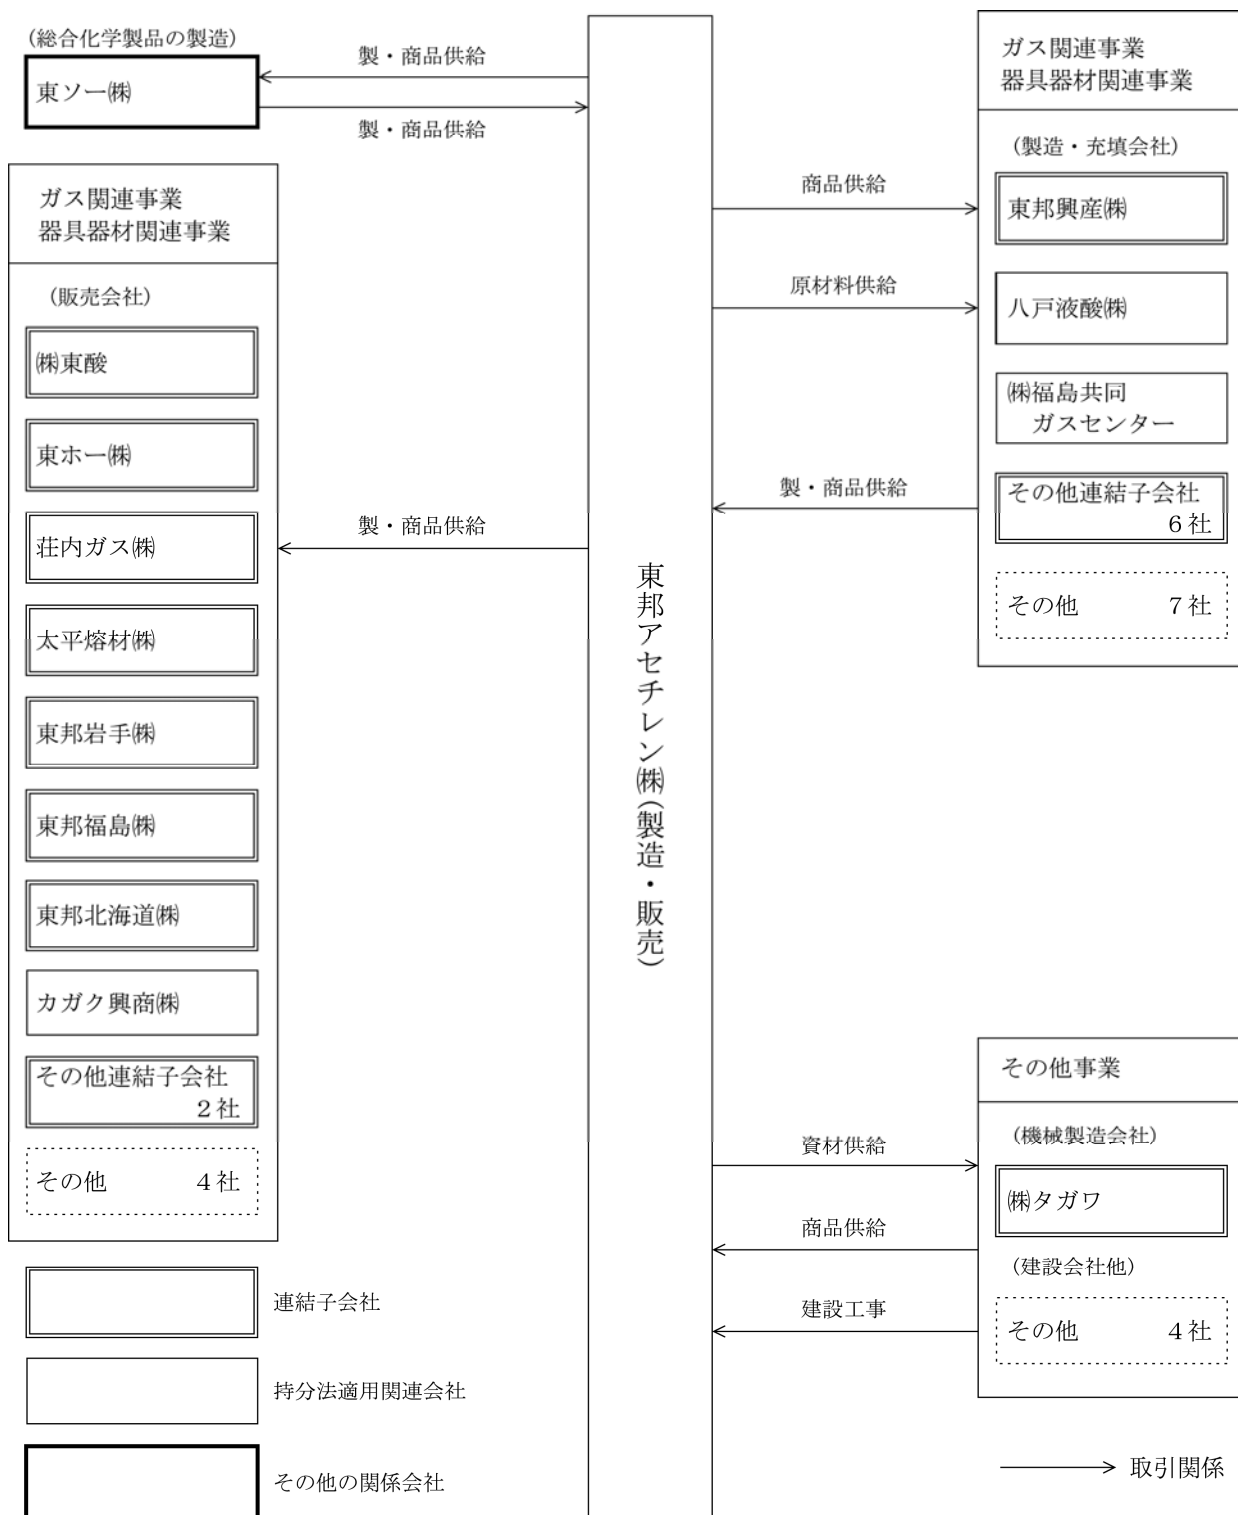 (総合化学製品の製造)
東ソー㈱
製・商品供給
製・商品供給
ガス関連事業
器具器材関連事業
(販売会社)
㈱東酸
東ホー㈱
荘内ガス㈱
太平熔材㈱
東邦岩手㈱
東邦福島㈱
東邦北海道㈱
カガク興商㈱
その他連結子会社
2社
その他 4社
製・商品供給
東邦アセチレン㈱(製造・販売)
商品供給
原材料供給
製・商品供給
ガス関連事業
器具器材関連事業
(製造・充填会社)
東邦興産㈱
八戸液酸㈱
㈱福島共同
ガスセンター
その他連結子会社
6社
その他 7社
資材供給
商品供給
建設工事
その他事業
(機械製造会社)
㈱タガワ
(建設会社他)
その他 4社
連結子会社
持分法適用関連会社
その他の関係会社
取引関係